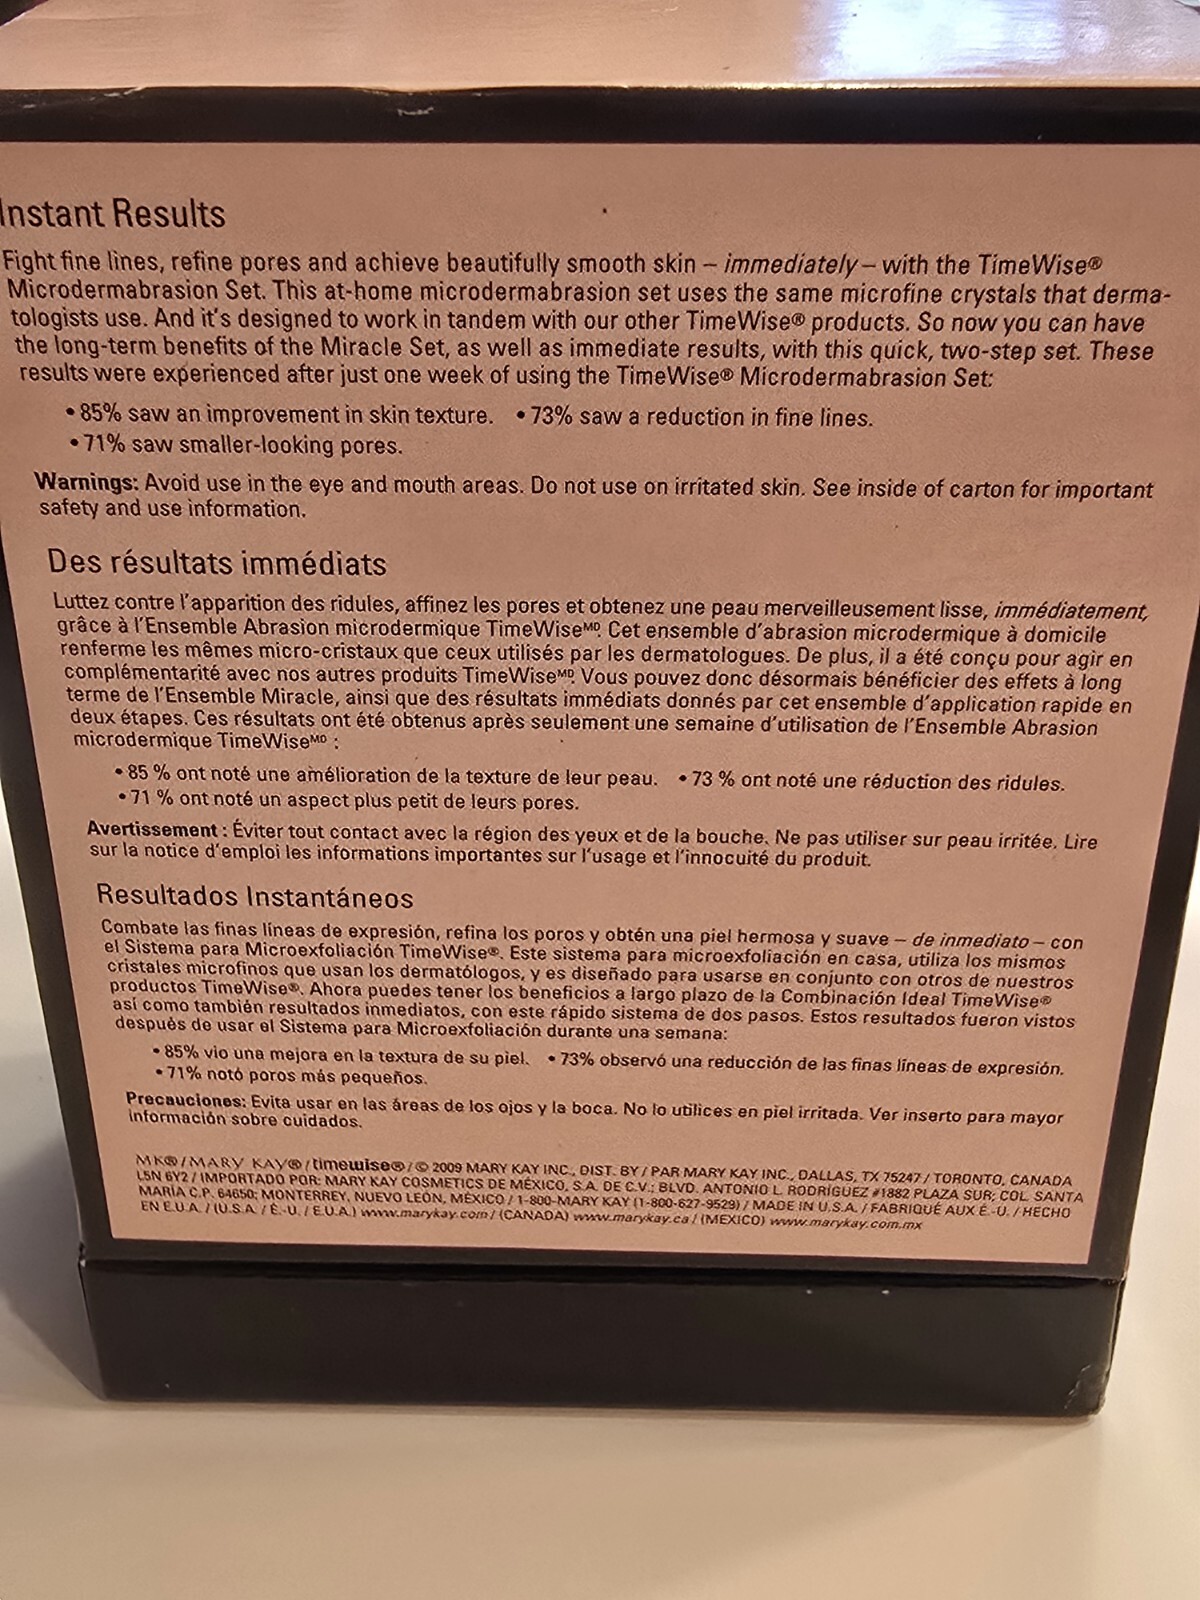 Instant Results
Fight fine lines, refine pores and achieve beautifully smooth skin – immediately – with the TimeWise®
Microdermabrasion Set. This at-home microdermabrasion set uses the same microfine crystals that derma-
tologists use. And it's designed to work in tandem with our other TimeWise® products. So now you can have
the long-term benefits of the Miracle Set, as well as immediate results, with this quick, two-step set. These
results were experienced after just one week of using the TimeWise® Microdermabrasion Set:
• 85% saw an improvement in skin texture. • 73% saw a reduction in fine lines.
• 71% saw smaller-looking pores.
Warnings: Avoid use in the eye and mouth areas. Do not use on irritated skin. See inside of carton for important
safety and use information.
Des résultats immédiats
Luttez contre l'apparition des ridules, affinez les pores et obtenez une peau merveilleusement lisse, immédiatement,
grâce à l'Ensemble Abrasion microdermique TimeWiseᴹᴰ. Cet ensemble d'abrasion microdermique à domicile
renferme les mêmes micro-cristaux que ceux utilisés par les dermatologues. De plus, il a été conçu pour agir en
complémentarité avec nos autres produits TimeWiseᴹᴰ. Vous pouvez donc désormais bénéficier des effets à long
terme de l'Ensemble Miracle, ainsi que des résultats immédiats donnés par cet ensemble d'application rapide en
deux étapes. Ces résultats ont été obtenus après seulement une semaine d'utilisation de l'Ensemble Abrasion
microdermique TimeWiseᴹᴰ :
• 85 % ont noté une amélioration de la texture de leur peau. • 73 % ont noté une réduction des ridules.
• 71 % ont noté un aspect plus petit de leurs pores.
Avertissement : Éviter tout contact avec la région des yeux et de la bouche. Ne pas utiliser sur peau irritée. Lire
sur la notice d'emploi les informations importantes sur l'usage et l'innocuité du produit.
Resultados Instantáneos
Combate las finas líneas de expresión, refina los poros y obtén una piel hermosa y suave – de inmediato – con
el Sistema para Microexfoliación TimeWise®. Este sistema para microexfoliación en casa, utiliza los mismos
cristales microfinos que usan los dermatólogos, y es diseñado para usarse en conjunto con otros de nuestros
productos TimeWise®. Ahora puedes tener los beneficios a largo plazo de la Combinación Ideal TimeWise®
así como también resultados inmediatos, con este rápido sistema de dos pasos. Estos resultados fueron vistos
después de usar el Sistema para Microexfoliación durante una semana:
• 85% vio una mejora en la textura de su piel. • 73% observó una reducción de las finas líneas de expresión.
• 71% notó poros más pequeños.
Precauciones: Evita usar en las áreas de los ojos y la boca. No lo utilices en piel irritada. Ver inserto para mayor
información sobre cuidados.
MK®/MARY KAY®/timewise®/© 2009 MARY KAY INC., DIST. BY / PAR MARY KAY INC., DALLAS, TX 75247 / TORONTO, CANADA
L5N 6Y2 / IMPORTADO POR: MARY KAY COSMETICS DE MÉXICO, S.A. DE C.V.; BLVD. ANTONIO L. RODRÍGUEZ #1882 PLAZA SUR; COL. SANTA
MARÍA C.P. 64650; MONTERREY, NUEVO LEÓN, MÉXICO / 1-800-MARY KAY (1-800-627-9529) / MADE IN U.S.A. / FABRIQUÉ AUX É.-U. / HECHO
EN E.U.A. / (U.S.A. / É.-U. / E.U.A.) www.marykay.com / (CANADA) www.marykay.ca / (MEXICO) www.marykay.com.mx